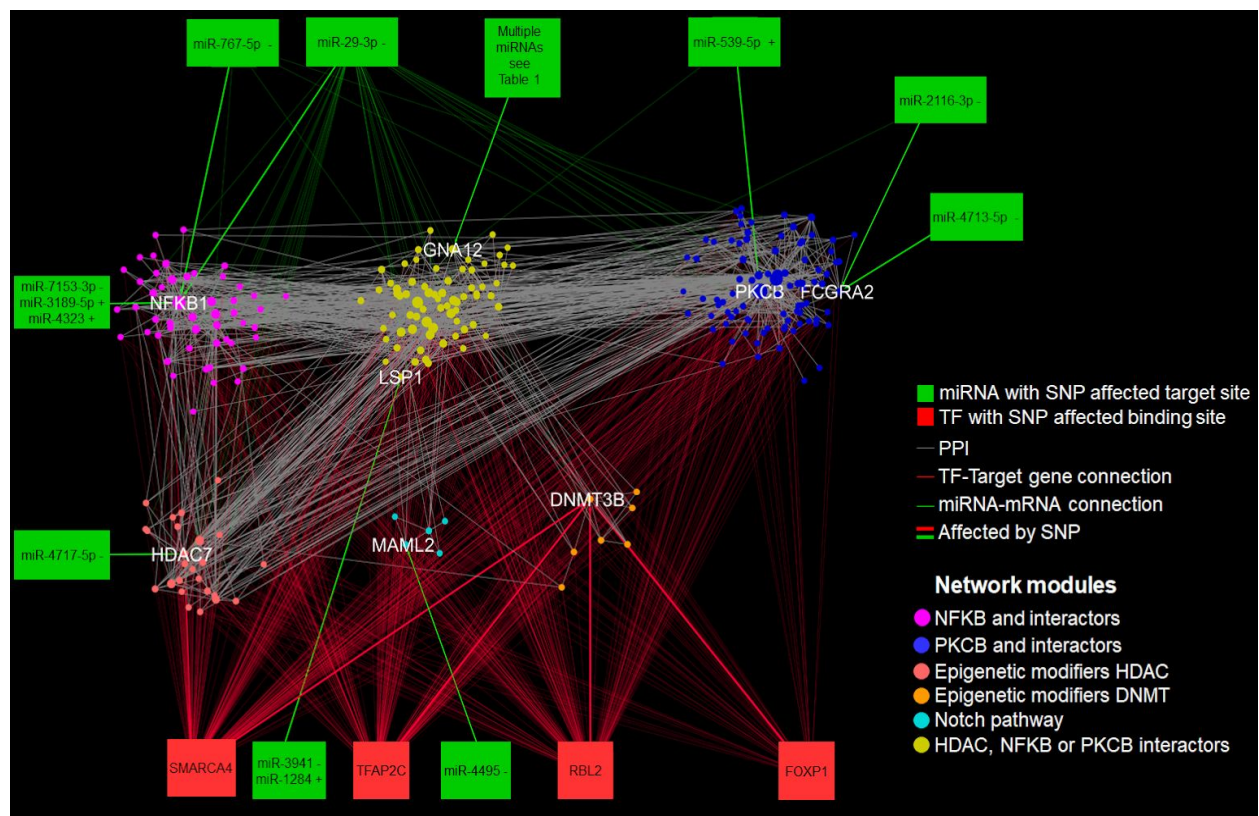 miR-767-5p -
miR-29-3p -
Multiple
miRNAs
see
Table 1
miR-539-5p +
miR-2116-3p -
miR-4713-5p -
GNA12
miR-7153-3p -
miR-3189-5p +
miR-4323 +
NFKB1
PKCB
FCGRA2
LSP1
miRNA with SNP affected target site
TF with SNP affected binding site
PPI
TF-Target gene connection
miRNA-mRNA connection
Affected by SNP
DNMT3B
MAML2
miR-4717-5p -
HDAC7
Network modules
NFKB and interactors
PKCB and interactors
Epigenetic modifiers HDAC
Epigenetic modifiers DNMT
Notch pathway
HDAC, NFKB or PKCB interactors
SMARCA4
miR-3941 -
miR-1284 +
TFAP2C
miR-4495 -
RBL2
FOXP1